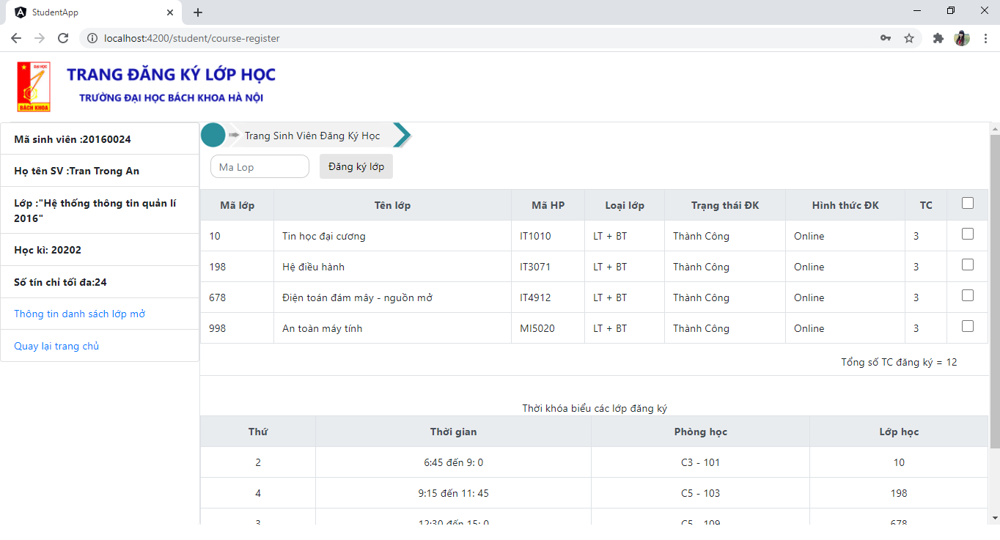 StudentApp
localhost:4200/student/course-register
ĐẠI HỌC
BÁCH KHOA
TRANG ĐĂNG KÝ LỚP HỌC
TRƯỜNG ĐẠI HỌC BÁCH KHOA HÀ NỘI
Mã sinh viên :20160024
Họ tên SV :Tran Trong An
Lớp :"Hệ thống thông tin quản lí
2016"
Học kì: 20202
Số tín chỉ tối đa:24
Thông tin danh sách lớp mở
Quay lại trang chủ
Trang Sinh Viên Đăng Ký Học
Ma Lop Đăng ký lớp
Mã lớp Tên lớp Mã HP Loại lớp Trạng thái ĐK Hình thức ĐK TC
10 Tin học đại cương IT1010 LT + BT Thành Công Online 3
198 Hệ điều hành IT3071 LT + BT Thành Công Online 3
678 Điện toán đám mây - nguồn mở IT4912 LT + BT Thành Công Online 3
998 An toàn máy tính MI5020 LT + BT Thành Công Online 3
Tổng số TC đăng ký = 12
Thời khóa biểu các lớp đăng ký
Thứ Thời gian Phòng học Lớp học
2 6:45 đến 9: 0 C3 - 101 10
4 9:15 đến 11: 45 C5 - 103 198
3 12:30 đến 15: 0 C5 - 109 678